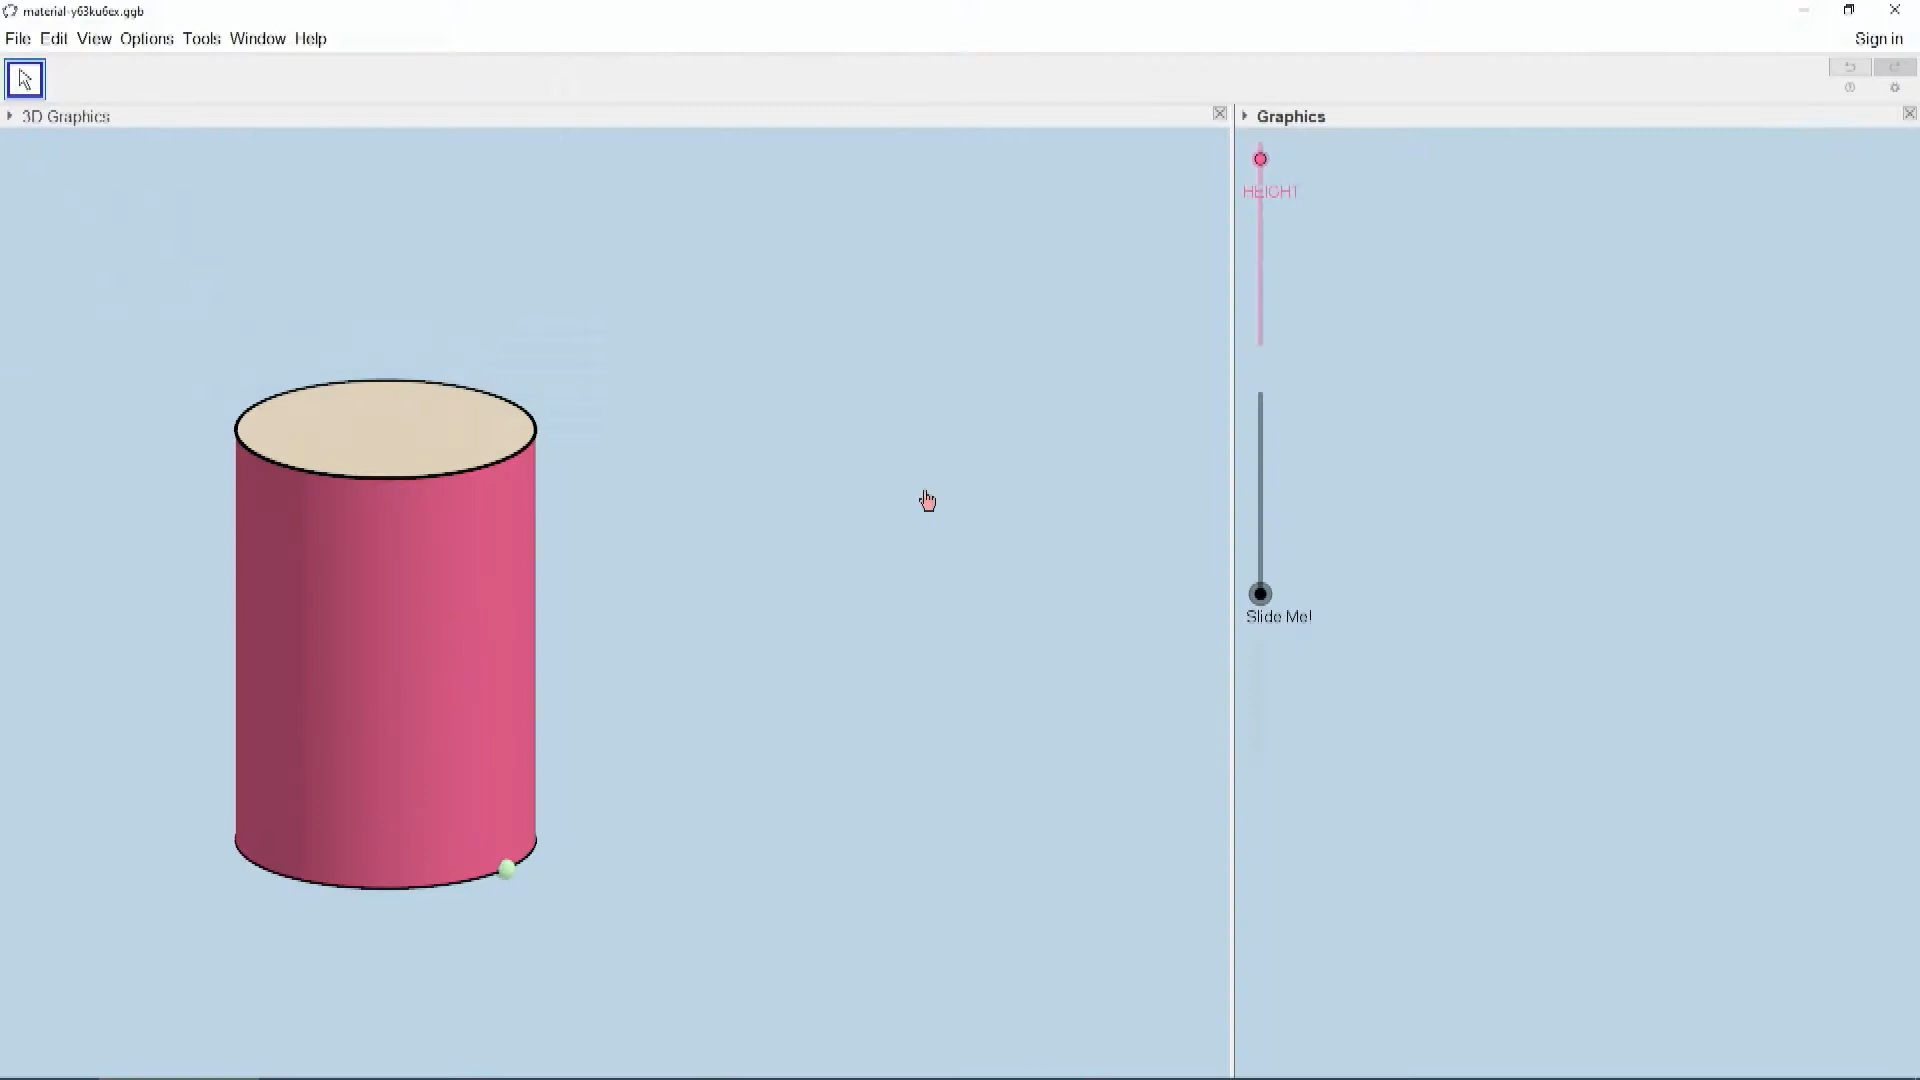 material-y63ku6ex.ggb
File Edit View Options Tools Window Help
Sign in
3D Graphics
Graphics
HEIGHT
Slide Me!